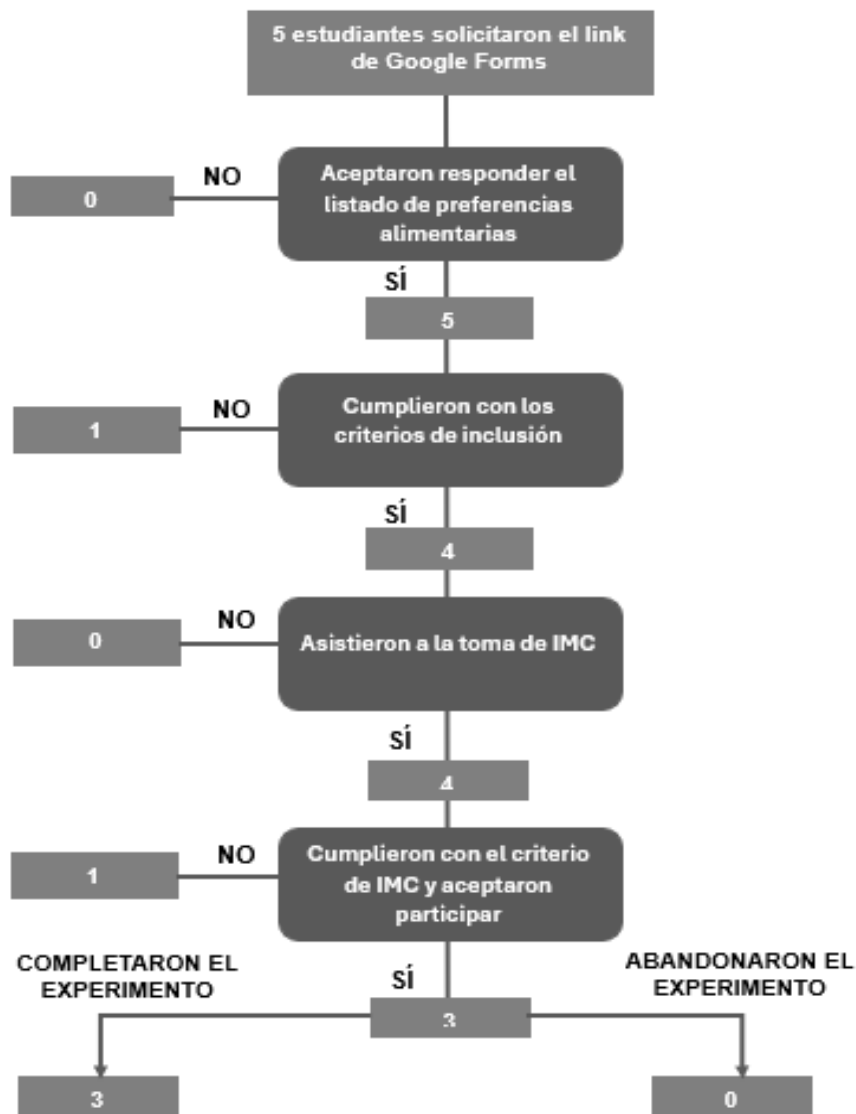 5 estudiantes solicitaron el link
de Google Forms
NO
0
Aceptaron responder el
listado de preferencias
alimentarias
SÍ
5
NO
1
Cumplieron con los
criterios de inclusión
SÍ
4
NO
0
Asistieron a la toma de IMC
SÍ
4
NO
1
Cumplieron con el criterio
de IMC y aceptaron
participar
COMPLETARON EL
EXPERIMENTO
SÍ
ABANDONARON EL
EXPERIMENTO
3
3
0